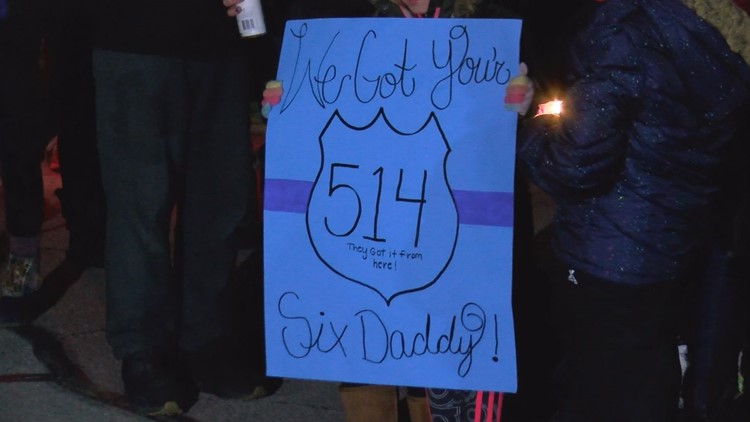 We Got Your
514
They Got it From
here!
Six Daddy!